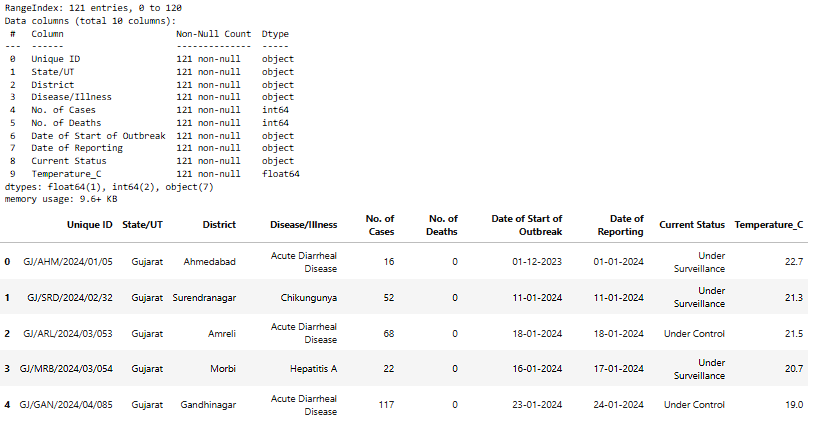 RangeIndex: 121 entries, 0 to 120
Data columns (total 10 columns):
#   Column                     Non-Null Count  Dtype
---  ------                     --------------  -----
0   Unique ID                  121 non-null    object
1   State/UT                   121 non-null    object
2   District                   121 non-null    object
3   Disease/Illness            121 non-null    object
4   No. of Cases               121 non-null    int64
5   No. of Deaths              121 non-null    int64
6   Date of Start of Outbreak  121 non-null    object
7   Date of Reporting          121 non-null    object
8   Current Status             121 non-null    object
9   Temperature_C              121 non-null    float64
dtypes: float64(1), int64(2), object(7)
memory usage: 9.6+ KB
Unique ID State/UT District Disease/Illness No. of Cases No. of Deaths Date of Start of Outbreak Date of Reporting Current Status Temperature_C
0 GJ/AHM/2024/01/05 Gujarat Ahmedabad Acute Diarrheal Disease 16 0 01-12-2023 01-01-2024 Under Surveillance 22.7
1 GJ/SRD/2024/02/32 Gujarat Surendranagar Chikungunya 52 0 11-01-2024 11-01-2024 Under Surveillance 21.3
2 GJ/ARL/2024/03/053 Gujarat Amreli Acute Diarrheal Disease 68 0 18-01-2024 18-01-2024 Under Control 21.5
3 GJ/MRB/2024/03/054 Gujarat Morbi Hepatitis A 22 0 16-01-2024 17-01-2024 Under Surveillance 20.7
4 GJ/GAN/2024/04/085 Gujarat Gandhinagar Acute Diarrheal Disease 117 0 23-01-2024 24-01-2024 Under Control 19.0